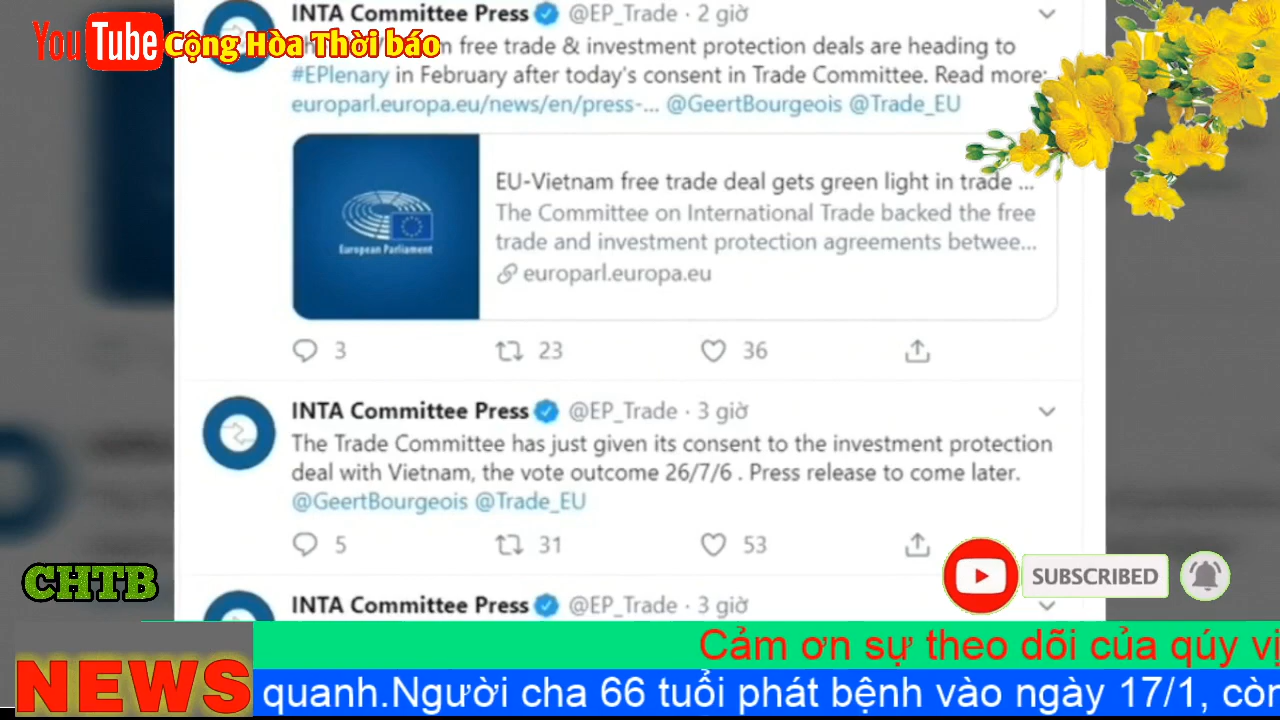 INTA Committee Press @EP_Trade · 2 giờ
YouTube Cộng Hòa Thời báo
free trade & investment protection deals are heading to
#EPlenary in February after today's consent in Trade Committee. Read more:
europarl.europa.eu/news/en/press-... @GeertBourgeois @Trade_EU
EU-Vietnam free trade deal gets green light in trade ...
The Committee on International Trade backed the free
trade and investment protection agreements betwee...
europarl.europa.eu
European Parliament
3 23 36
INTA Committee Press @EP_Trade · 3 giờ
The Trade Committee has just given its consent to the investment protection
deal with Vietnam, the vote outcome 26/7/6 . Press release to come later.
@GeertBourgeois @Trade_EU
5 31 53
SUBSCRIBED
CHTB
INTA Committee Press @EP_Trade · 3 giờ
Cảm ơn sự theo dõi của qúy vị
NEWS
quanh.Người cha 66 tuổi phát bệnh vào ngày 17/1, còn